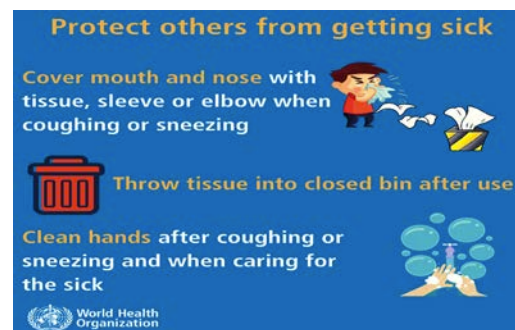 Protect others from getting sick
Cover mouth and nose with
tissue, sleeve or elbow when
coughing or sneezing
Throw tissue into closed bin after use
Clean hands after coughing or
sneezing and when caring for
the sick
World Health
Organization